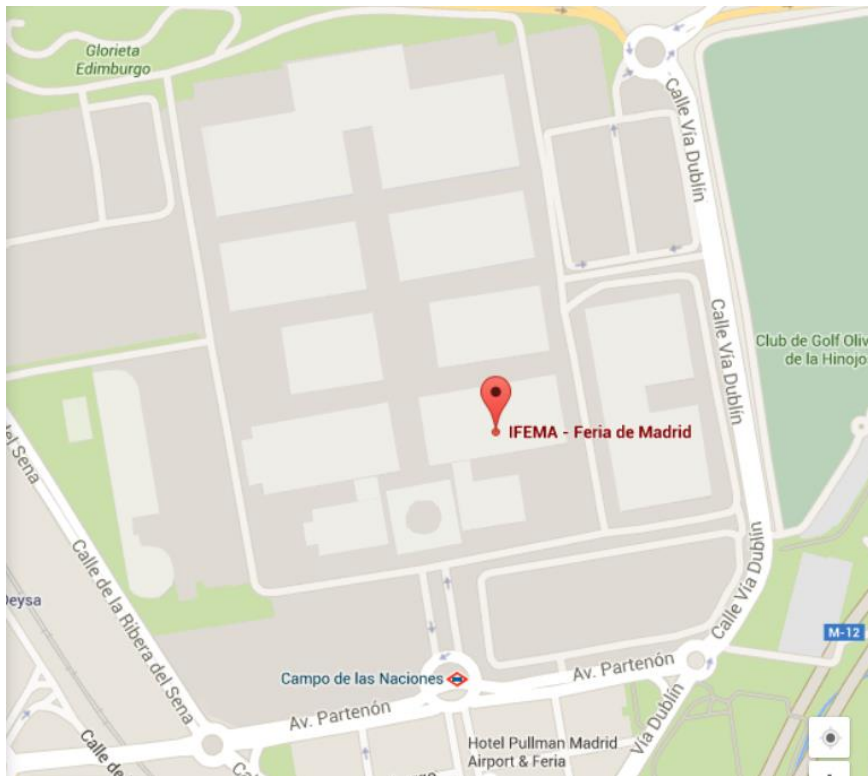 Glorieta
Edimburgo
Calle Vía Dublín
Calle Vía Dublín
Club de Golf Oliv
de la Hinojo
IFEMA - Feria de Madrid
del Sena
Calle de la Ribera del Sena
Deysa
Calle Vía Dublín
M-12
Campo de las Naciones
Av. Partenón
Av. Partenón
Vía Dublín
Hotel Pullman Madrid
Airport & Feria
Calle de